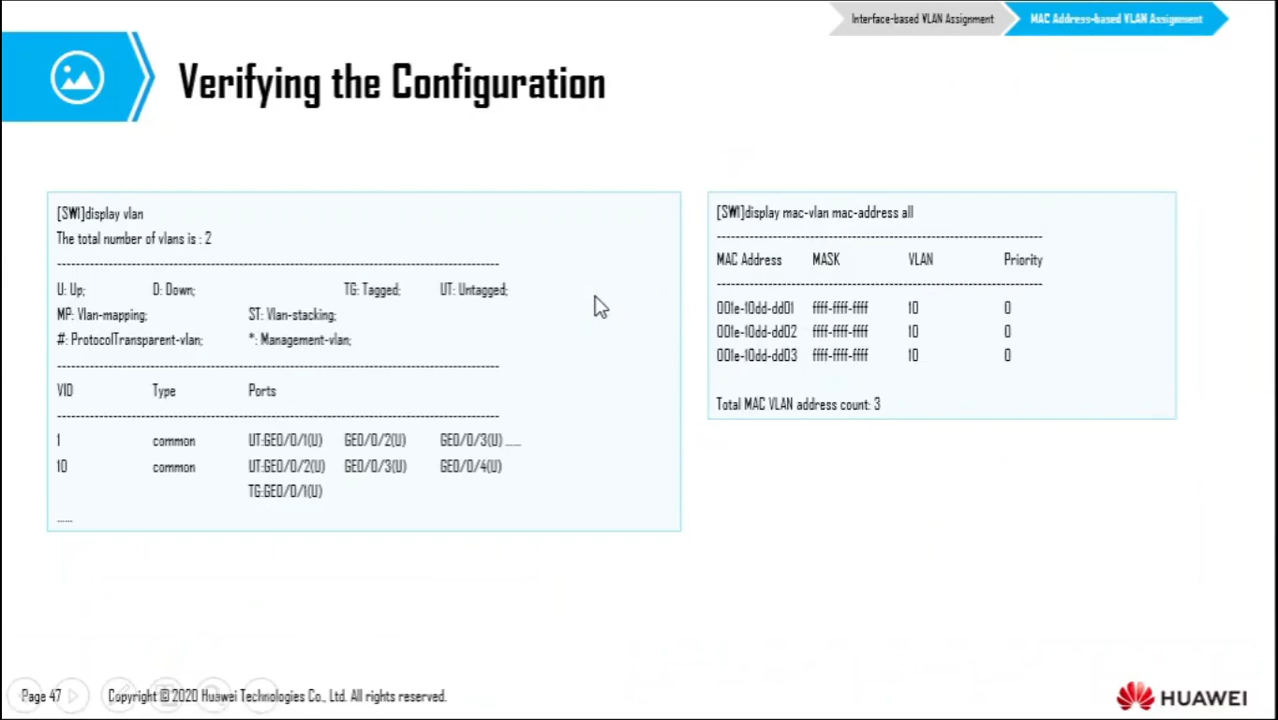 Interface-based VLAN Assignment
MAC Address-based VLAN Assignment
Verifying the Configuration
[SW1]display vlan
The total number of vlans is : 2
--------------------------------------------------------------------------------
U: Up; D: Down; TG: Tagged; UT: Untagged;
MP: Vlan-mapping; ST: Vlan-stacking;
#: ProtocolTransparent-vlan; *: Management-vlan;
--------------------------------------------------------------------------------
VID Type Ports
--------------------------------------------------------------------------------
1 common UT:GE0/0/1(U) GE0/0/2(U) GE0/0/3(U) ......
10 common UT:GE0/0/2(U) GE0/0/3(U) GE0/0/4(U)
TG:GE0/0/1(U)
......
[SW1]display mac-vlan mac-address all
-----------------------------------------------------------
MAC Address MASK VLAN Priority
-----------------------------------------------------------
001e-10dd-dd01 ffff-ffff-ffff 10 0
001e-10dd-dd02 ffff-ffff-ffff 10 0
001e-10dd-dd03 ffff-ffff-ffff 10 0
Total MAC VLAN address count: 3
Page 47 Copyright © 2020 Huawei Technologies Co., Ltd. All rights reserved.
HUAWEI